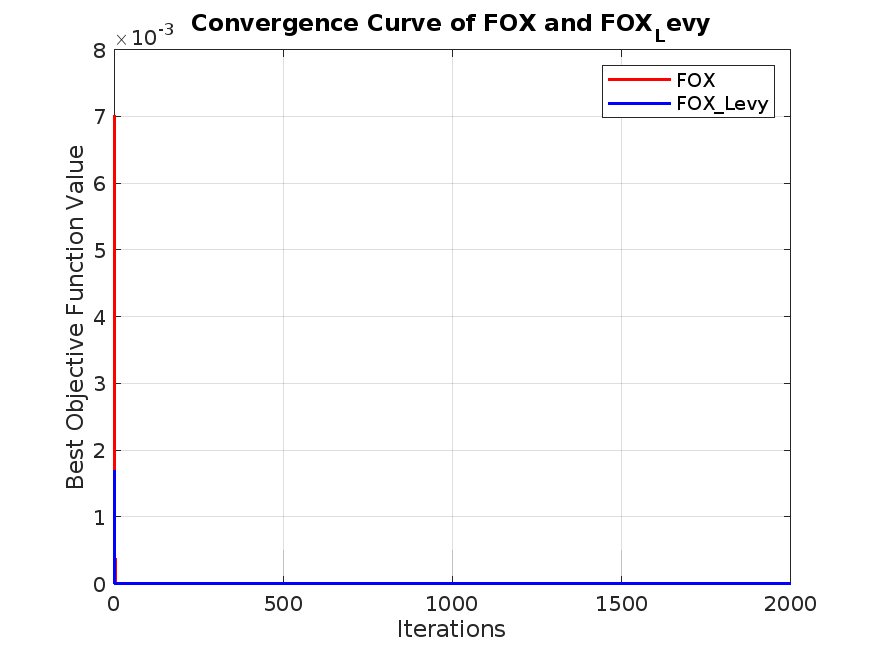 Convergence Curve of FOX and FOX_Levy
×10^-3
8
7
6
5
4
3
2
1
0
Best Objective Function Value
FOX
FOX_Levy
0 500 1000 1500 2000
Iterations